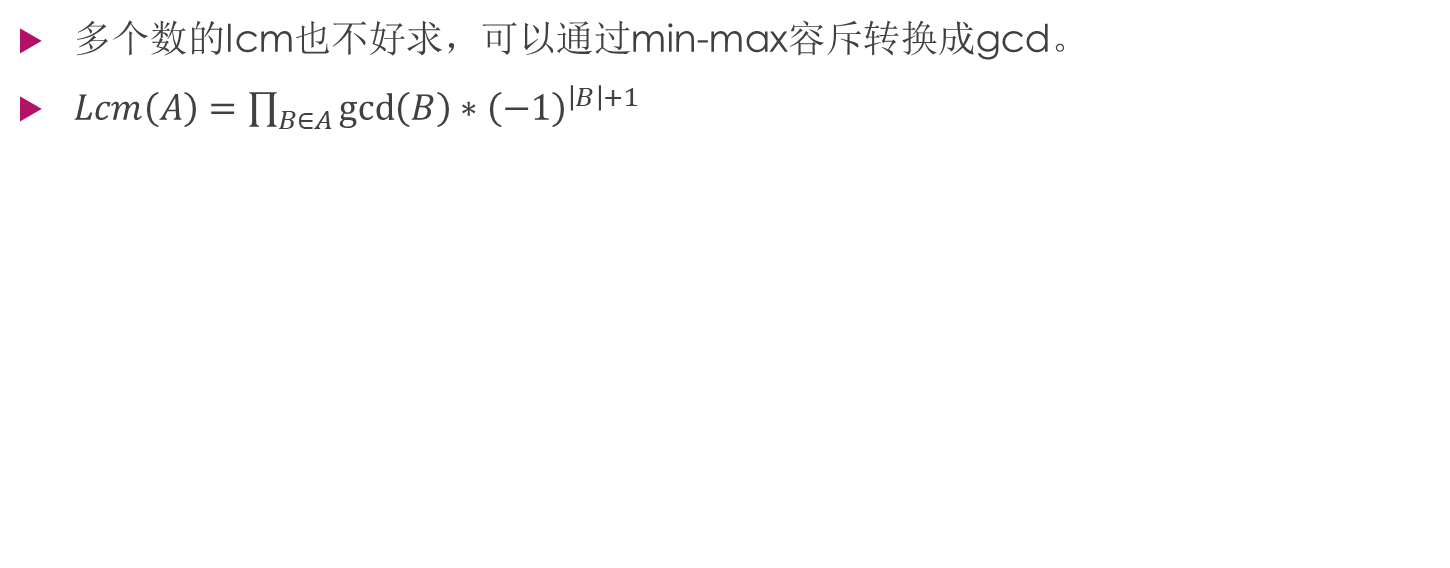 多个数的lcm也不好求，可以通过min-max容斥转换成gcd。
Lcm(A) = ∏_{B∈A} gcd(B) * (−1)^{|B|+1}